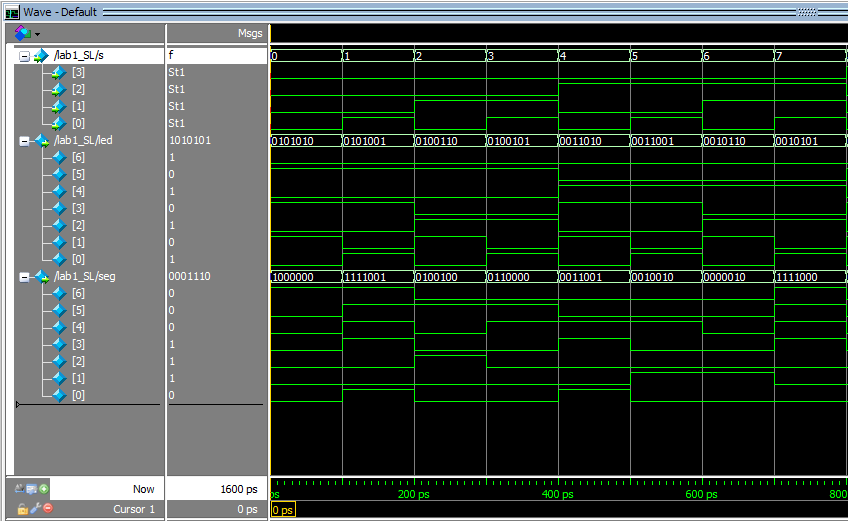 Wave - Default
Msgs
/lab1_SL/s f 0 1 2 3 4 5 6 7
[3] St1
[2] St1
[1] St1
[0] St1
/lab1_SL/led 1010101 0101010 0101001 0100110 0100101 0011010 0011001 0010110 0010101
[6] 1
[5] 0
[4] 1
[3] 0
[2] 1
[1] 0
[0] 1
/lab1_SL/seg 0001110 1000000 1111001 0100100 0110000 0011001 0010010 0000010 1111000
[6] 0
[5] 0
[4] 0
[3] 1
[2] 1
[1] 1
[0] 0
Now 1600 ps ps 200 ps 400 ps 600 ps 800
Cursor 1 0 ps 0 ps